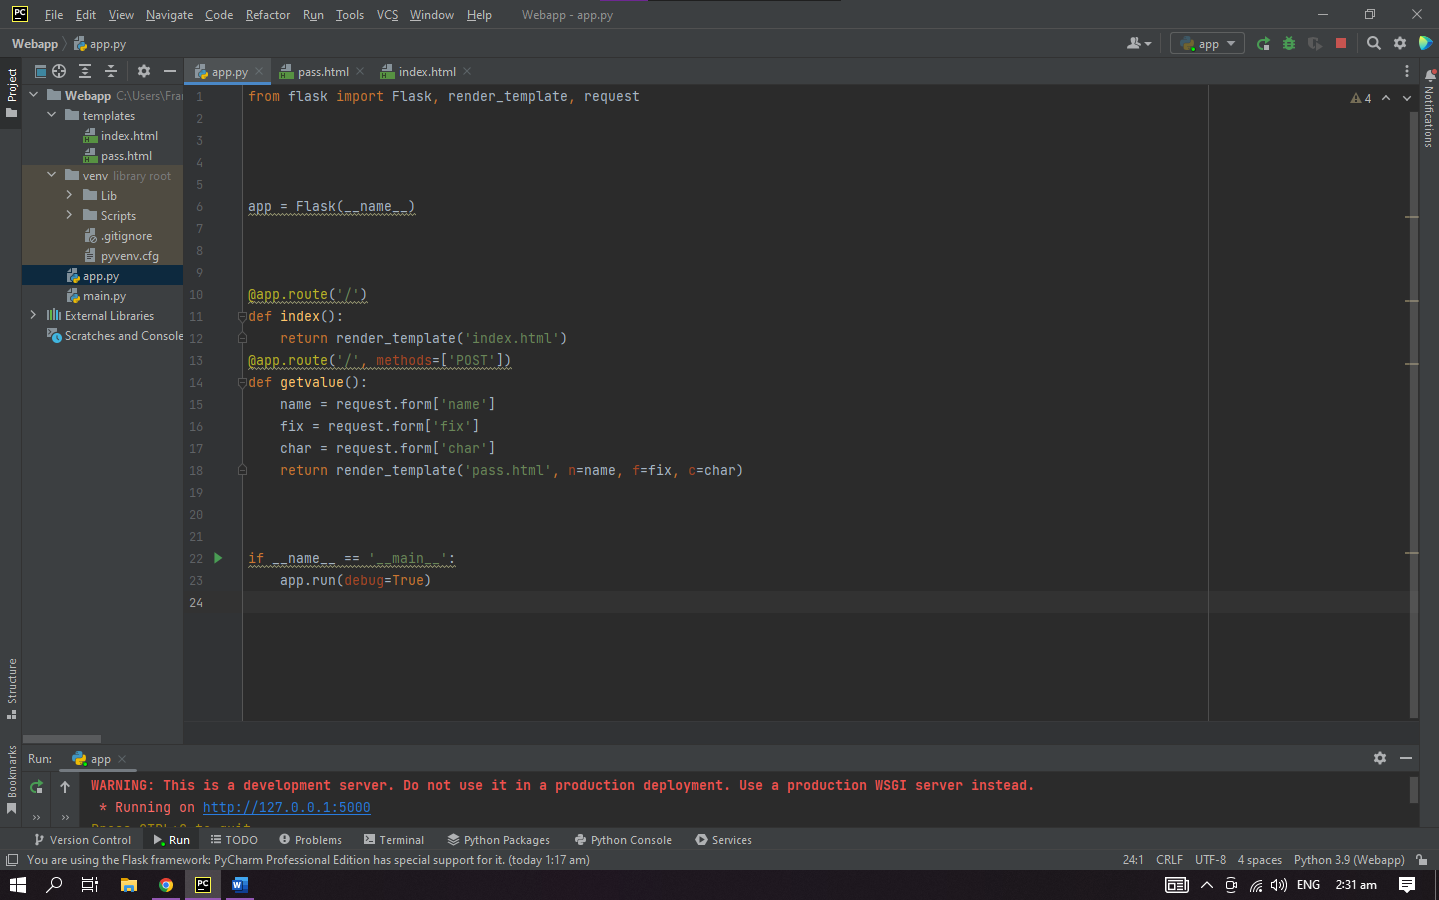 PC File Edit View Navigate Code Refactor Run Tools VCS Window Help Webapp - app.py
Webapp app.py app
Project
app.py pass.html index.html
Webapp C:\Users\Fra
templates
index.html
pass.html
venv library root
Lib
Scripts
.gitignore
pyvenv.cfg
app.py
main.py
External Libraries
Scratches and Console
1 from flask import Flask, render_template, request
2
3
4
5
6 app = Flask(__name__)
7
8
9
10 @app.route('/')
11 def index():
12 return render_template('index.html')
13 @app.route('/', methods=['POST'])
14 def getvalue():
15 name = request.form['name']
16 fix = request.form['fix']
17 char = request.form['char']
18 return render_template('pass.html', n=name, f=fix, c=char)
19
20
21
22 if __name__ == '__main__':
23 app.run(debug=True)
24
4
Notifications
Structure
Bookmarks
Run: app
WARNING: This is a development server. Do not use it in a production deployment. Use a production WSGI server instead.
* Running on http://127.0.0.1:5000
Press CTRL+C to quit
Version Control Run TODO Problems Terminal Python Packages Python Console Services
You are using the Flask framework: PyCharm Professional Edition has special support for it. (today 1:17 am) 24:1 CRLF UTF-8 4 spaces Python 3.9 (Webapp)
PC W ENG 2:31 am